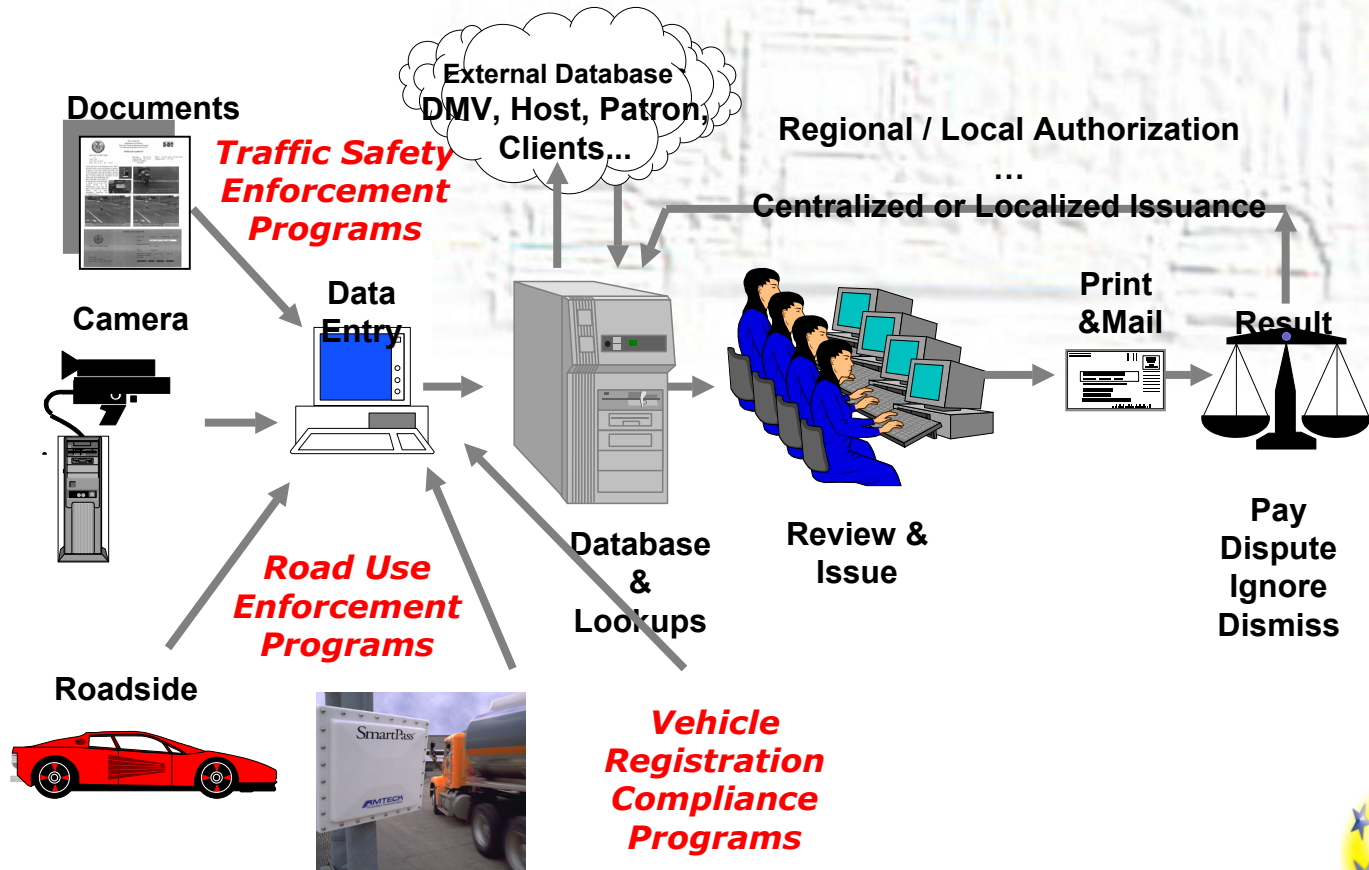 External Database
DMV, Host, Patron,
Clients...
Documents
Traffic Safety
Enforcement
Programs
Regional / Local Authorization
...
Centralized or Localized Issuance
Camera
Data
Entry
Print
&Mail
Result
Database
&
Lookups
Review &
Issue
Pay
Dispute
Ignore
Dismiss
Road Use
Enforcement
Programs
Roadside
SmartPass
AMTECH
Vehicle
Registration
Compliance
Programs